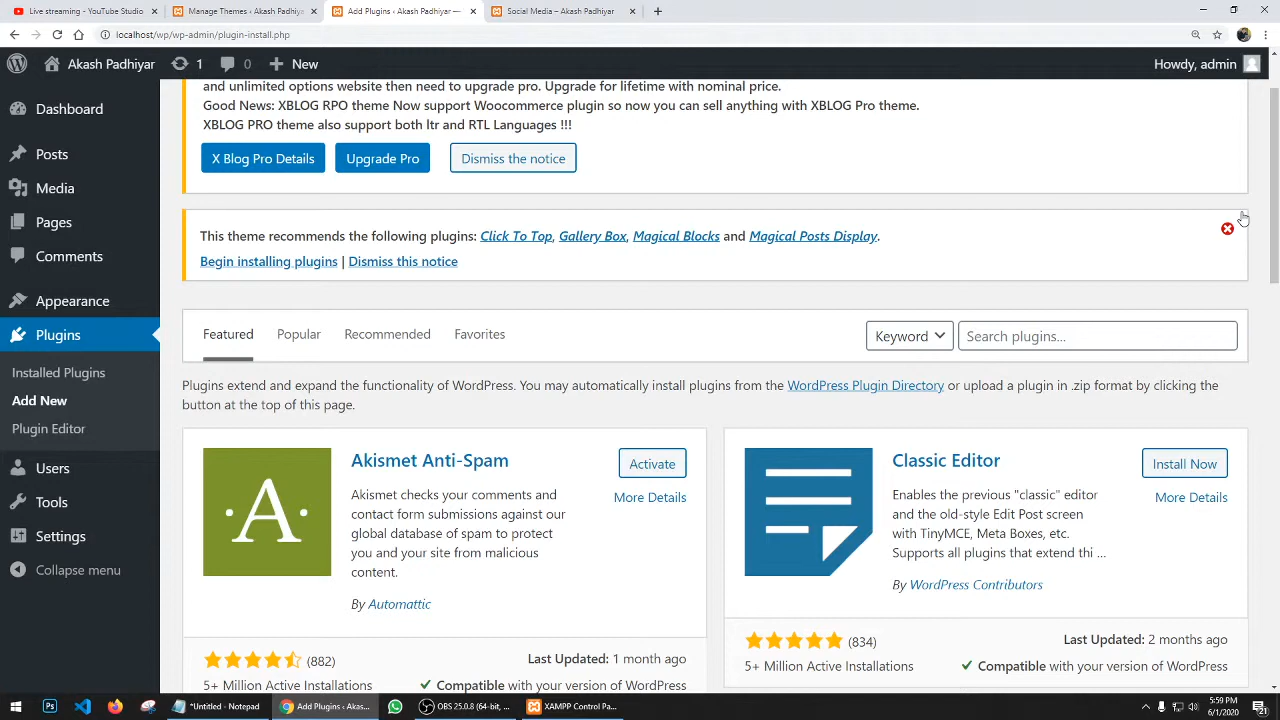 Live streaming - YouTube Studio
Manage Themes ‹ Akash Padhiya
Add Plugins ‹ Akash Padhiyar —
Social Media – Akash Padhiyar
localhost/wp/wp-admin/plugin-install.php
Akash Padhiyar
1
0
New
Howdy, admin
Dashboard
Posts
Media
Pages
Comments
Appearance
Plugins
Installed Plugins
Add New
Plugin Editor
Users
Tools
Settings
Collapse menu
and unlimited options website then need to upgrade pro. Upgrade for lifetime with nominal price.
Good News: XBLOG RPO theme Now support Woocommerce plugin so now you can sell anything with XBLOG Pro theme.
XBLOG PRO theme also support both ltr and RTL Languages !!!
X Blog Pro Details
Upgrade Pro
Dismiss the notice
This theme recommends the following plugins: Click To Top, Gallery Box, Magical Blocks and Magical Posts Display.
Begin installing plugins | Dismiss this notice
Featured
Popular
Recommended
Favorites
Keyword
Search plugins...
Plugins extend and expand the functionality of WordPress. You may automatically install plugins from the WordPress Plugin Directory or upload a plugin in .zip format by clicking the
button at the top of this page.
Akismet Anti-Spam
Activate
More Details
Akismet checks your comments and
contact form submissions against our
global database of spam to protect
you and your site from malicious
content.
By Automattic
(882)
Last Updated: 1 month ago
5+ Million Active Installations
Compatible with your version of WordPress
Classic Editor
Install Now
More Details
Enables the previous "classic" editor
and the old-style Edit Post screen
with TinyMCE, Meta Boxes, etc.
Supports all plugins that extend thi ...
By WordPress Contributors
(834)
Last Updated: 2 months ago
5+ Million Active Installations
Compatible with your version of WordPress
*Untitled - Notepad
Add Plugins ‹ Akas...
OBS 25.0.8 (64-bit, ...
XAMPP Control Pa...
5:59 PM
6/1/2020
21